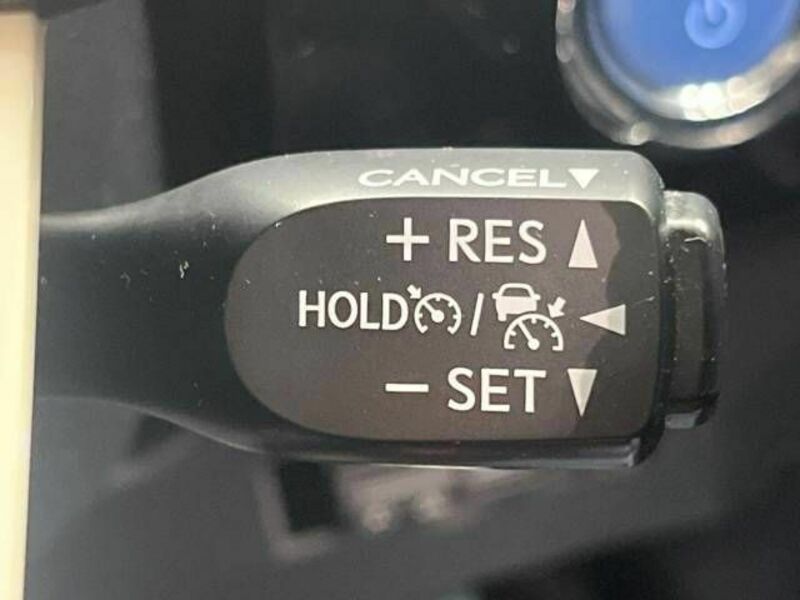 CANCEL▼
+ RES ▲
HOLD / ◀
− SET ▼